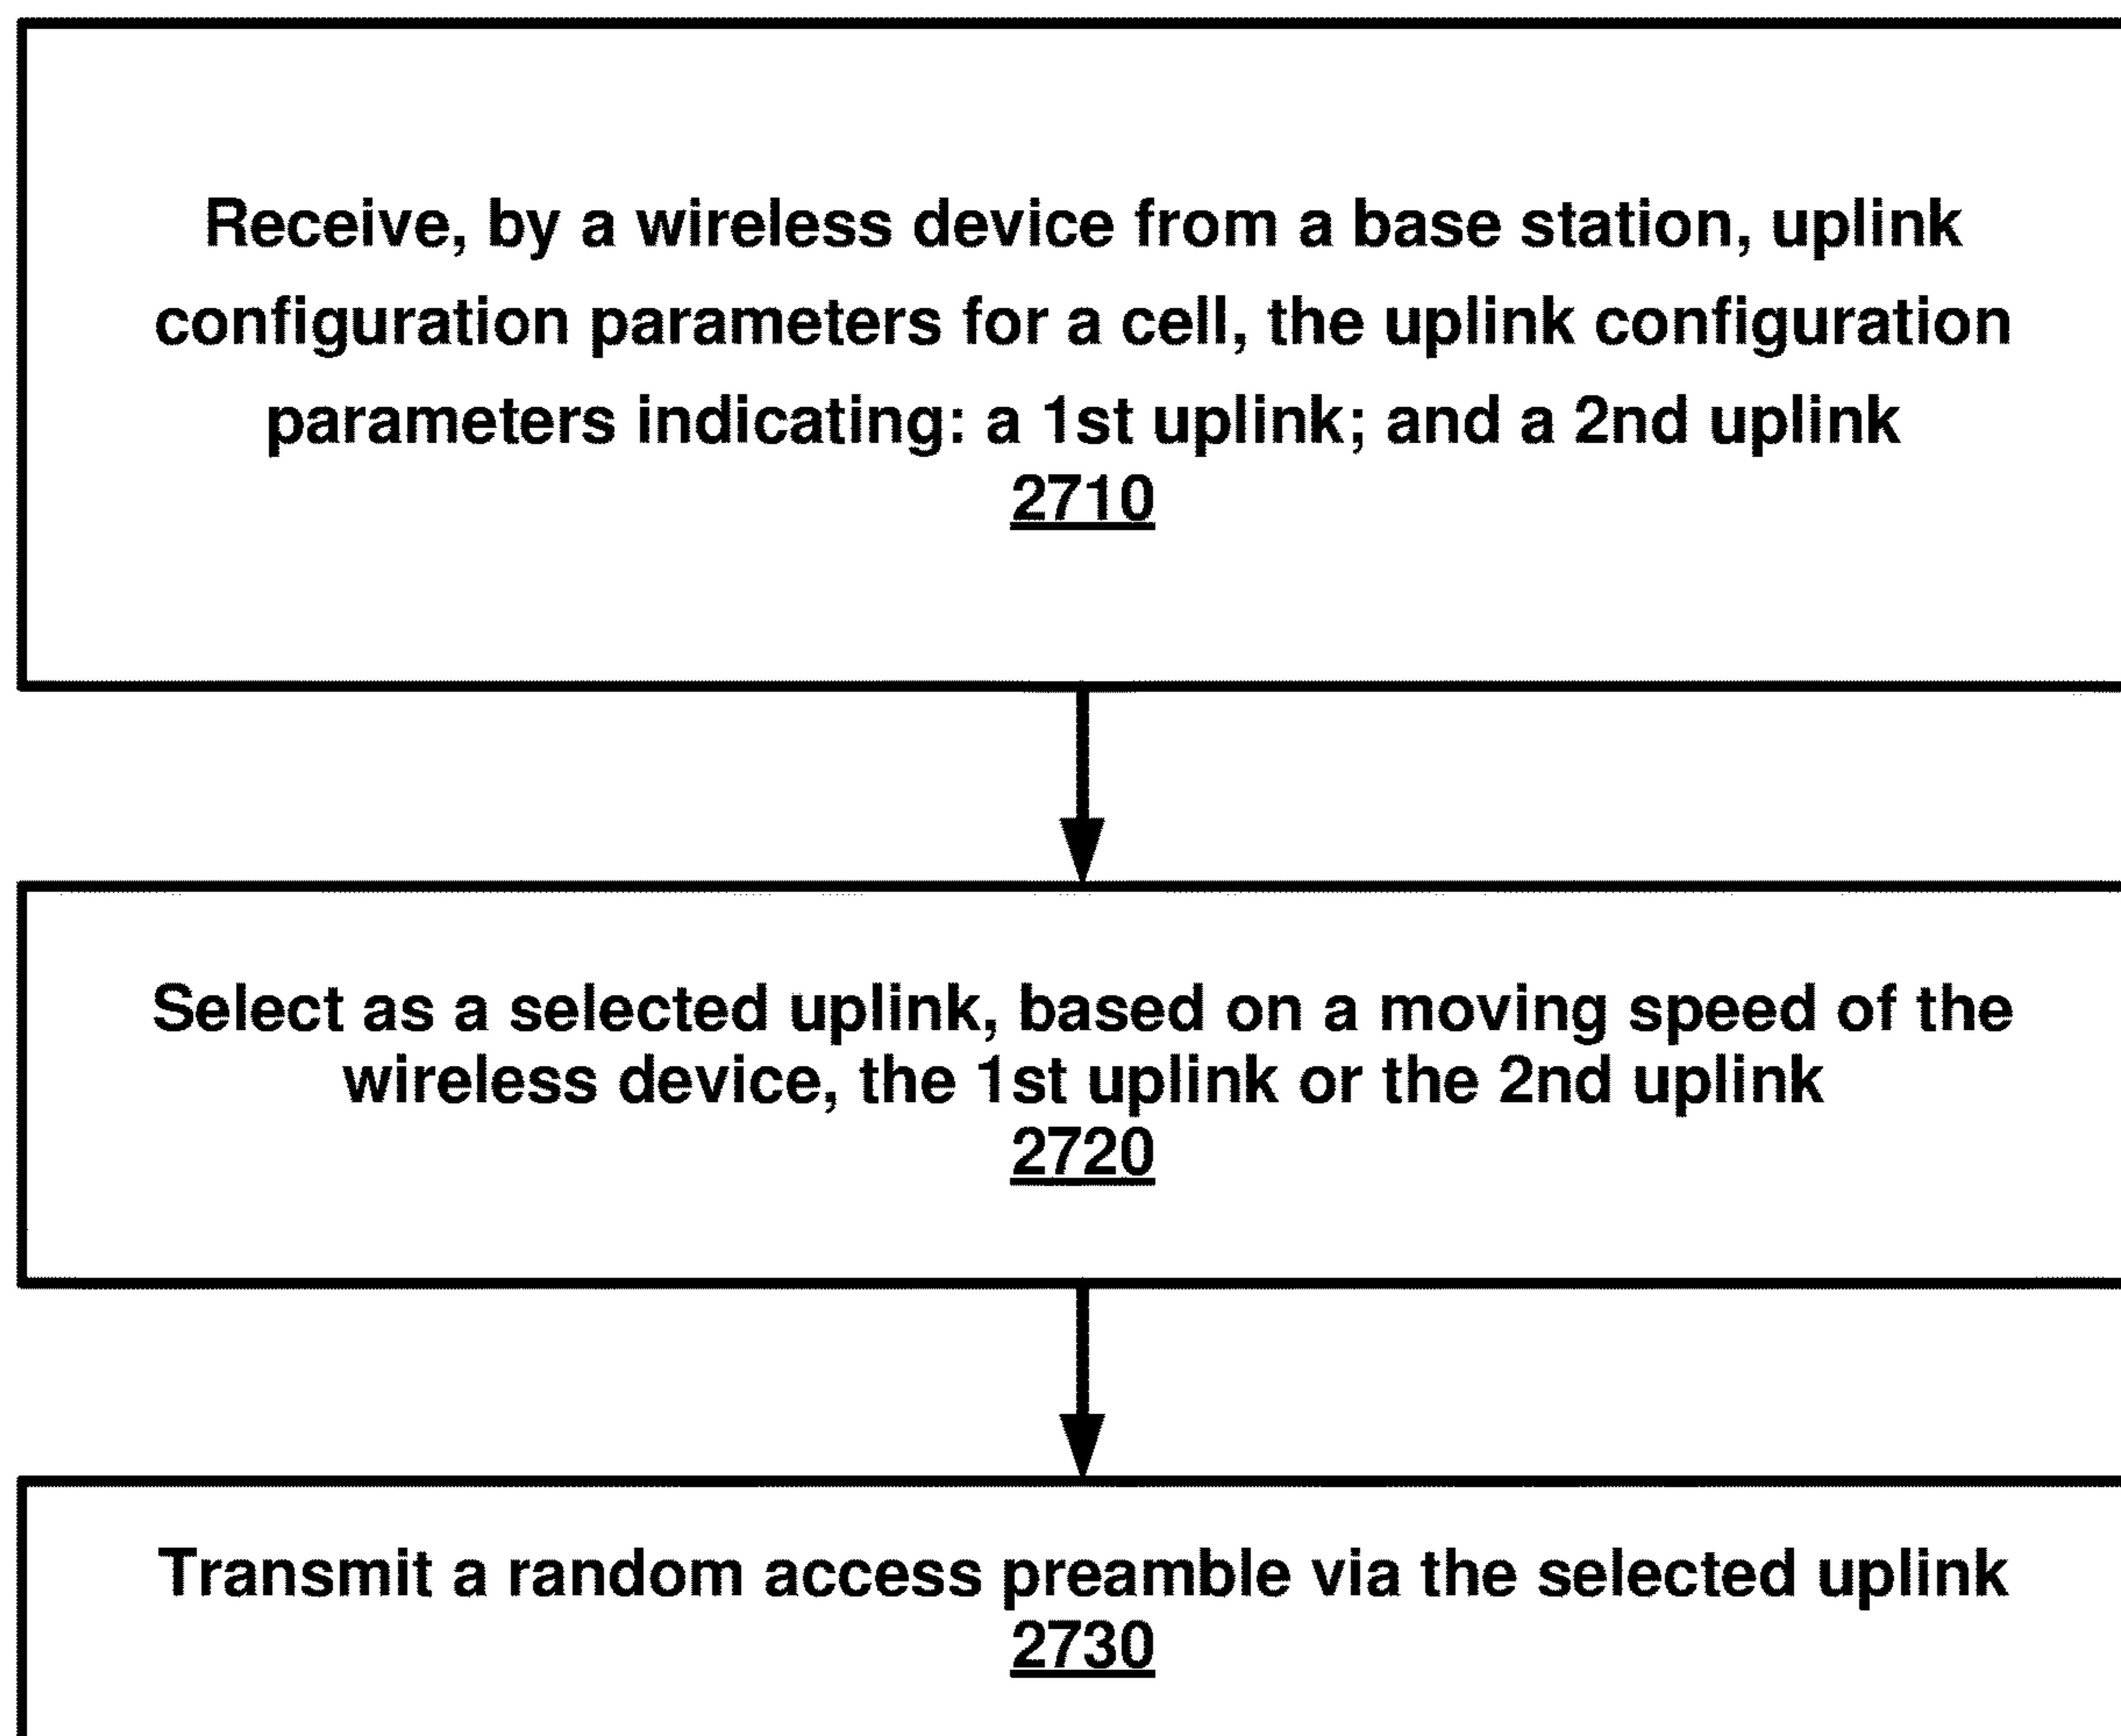 Receive, by a wireless device from a base station, uplink
configuration parameters for a cell, the uplink configuration
parameters indicating: a 1st uplink; and a 2nd uplink
2710
Select as a selected uplink, based on a moving speed of the
wireless device, the 1st uplink or the 2nd uplink
2720
Transmit a random access preamble via the selected uplink
2730